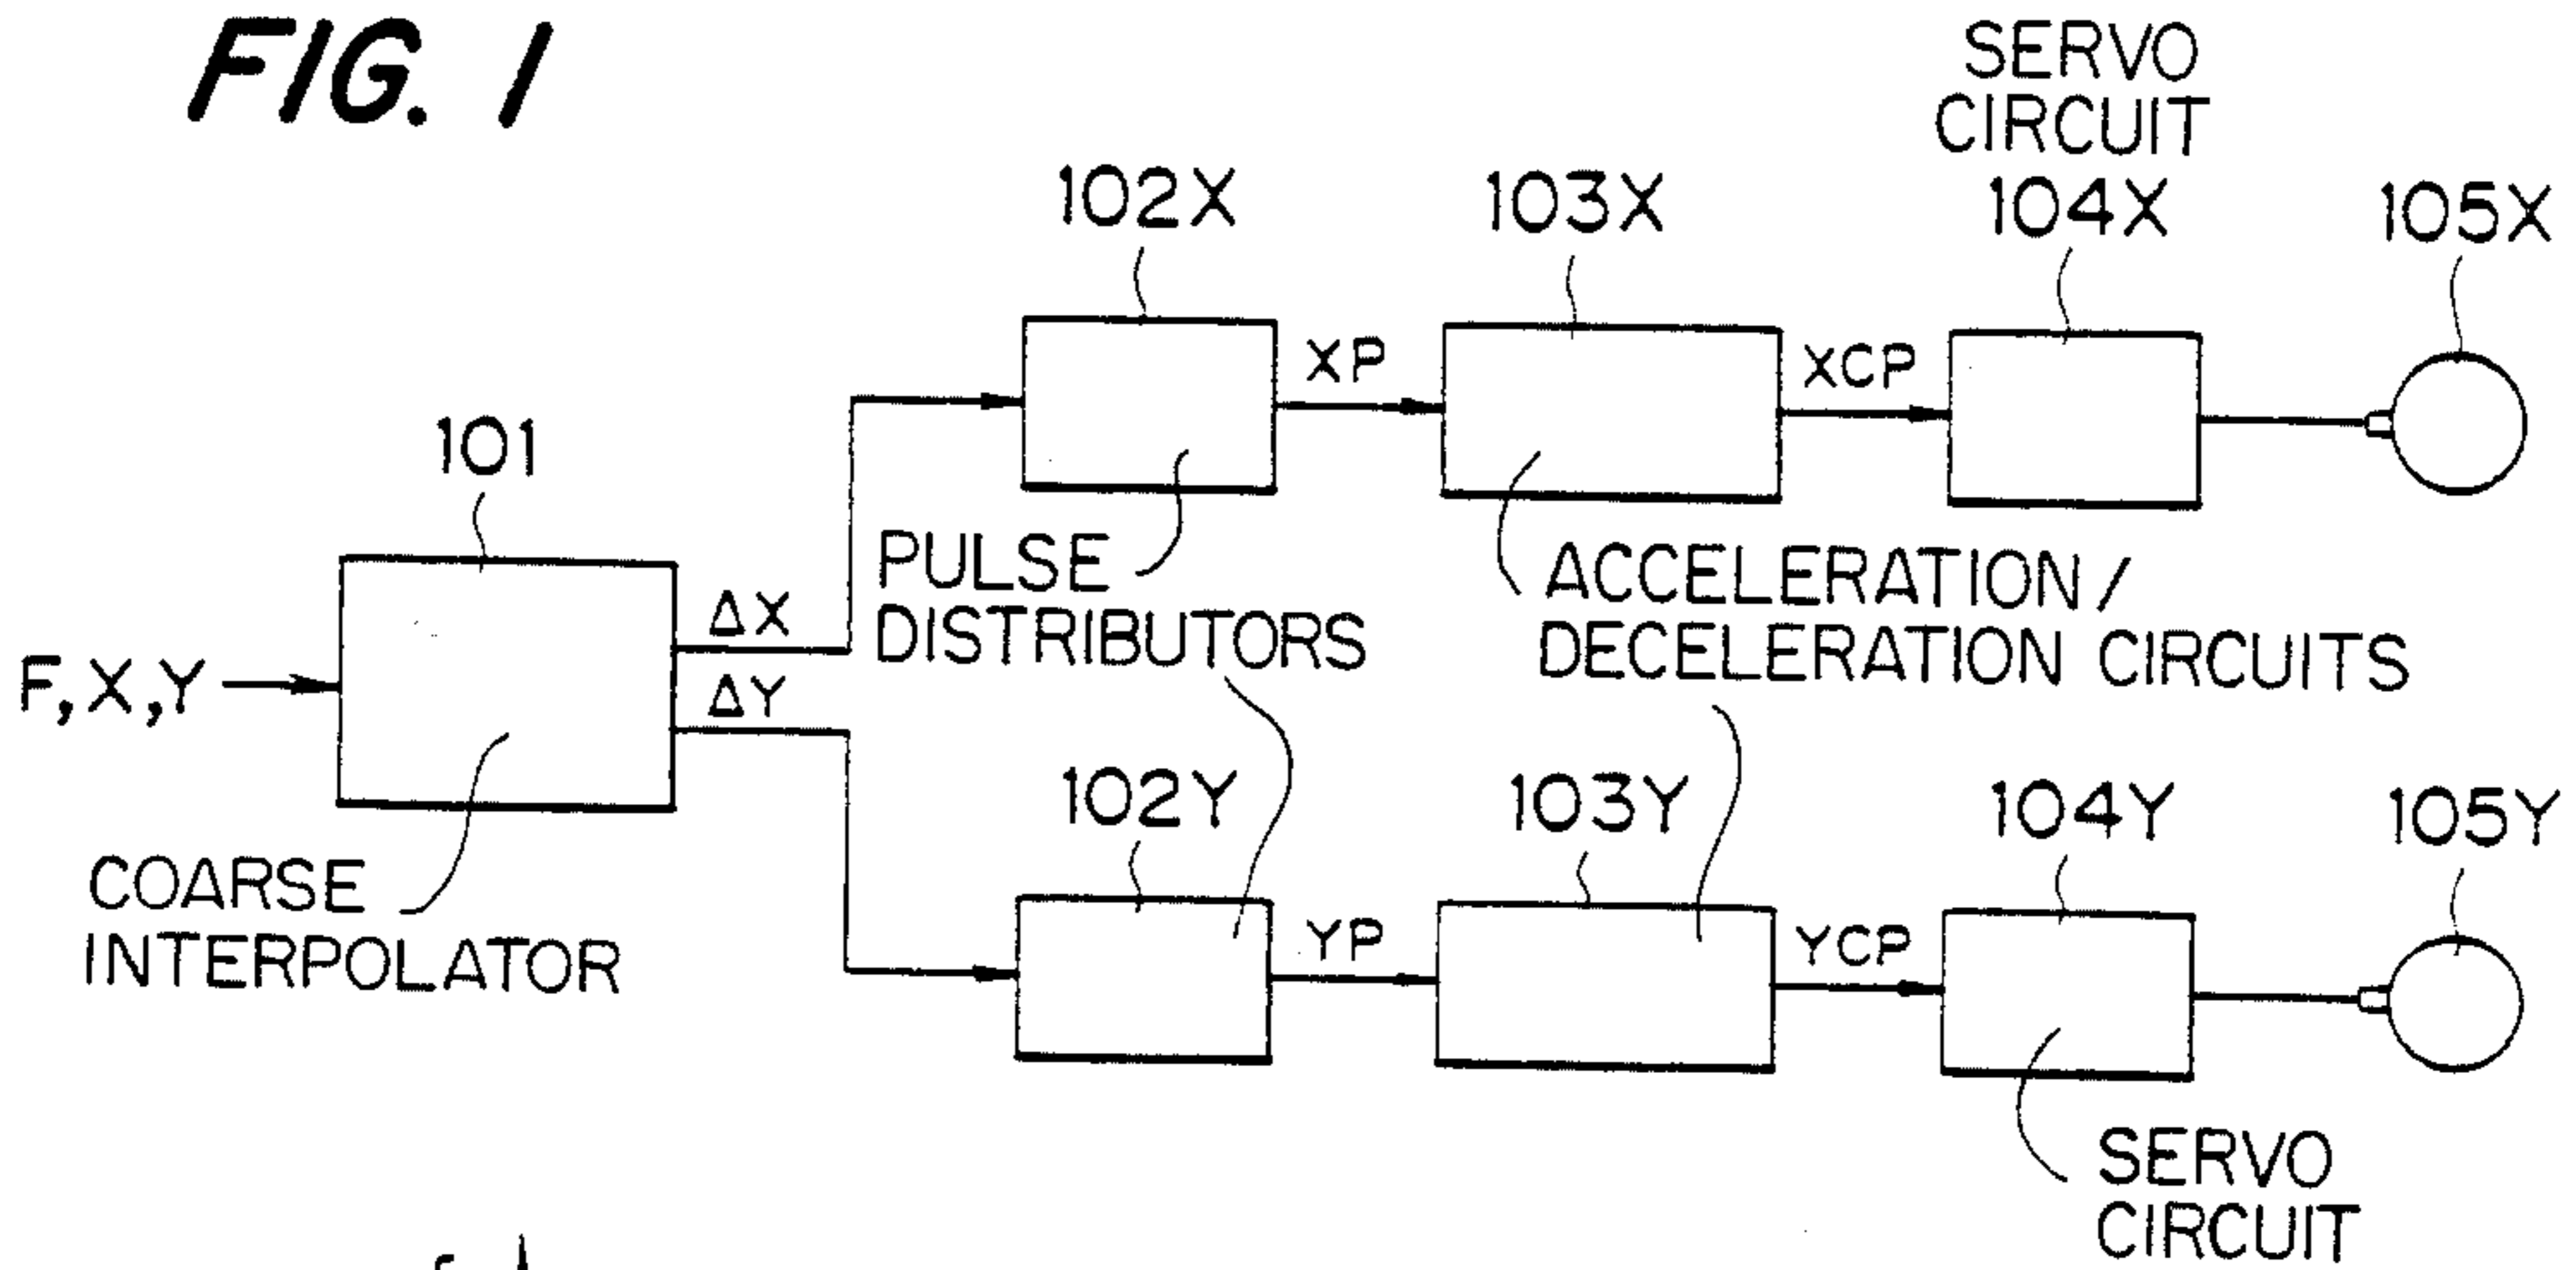 FIG. 1
SERVO
CIRCUIT
102X
103X
104X
105X
XP
XCP
101
PULSE
DISTRIBUTORS
ACCELERATION/
DECELERATION CIRCUITS
ΔX
F,X,Y
ΔY
102Y
103Y
104Y
105Y
COARSE
INTERPOLATOR
YP
YCP
SERVO
CIRCUIT